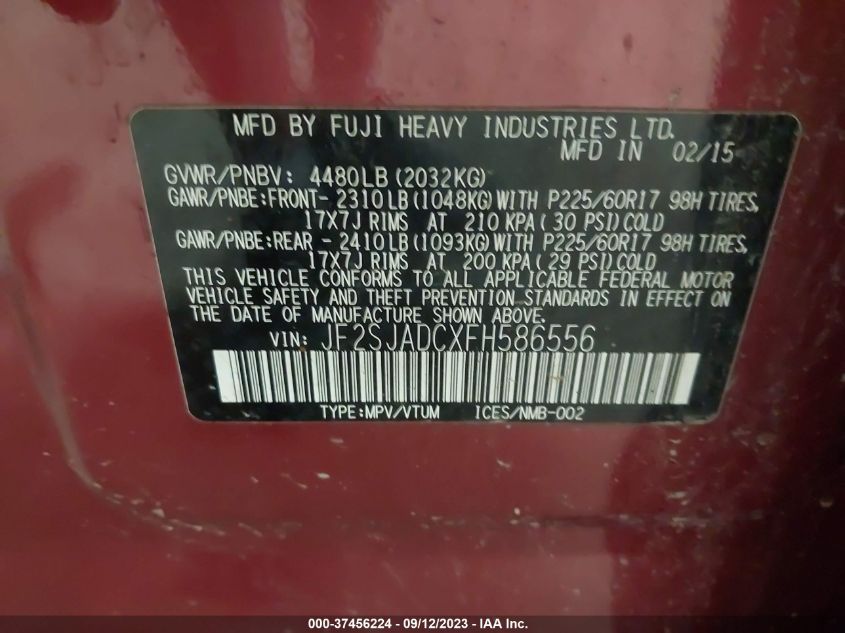 MFD BY FUJI HEAVY INDUSTRIES LTD.
MFD IN 02/15
GVWR/PNBV: 4480LB (2032KG)
GAWR/PNBE:FRONT- 2310LB (1048KG) WITH P225/60R17 98H TIRES,
17X7J RIMS AT 210 KPA ( 30 PSI) COLD
GAWR/PNBE:REAR - 2410LB (1093KG) WITH P225/60R17 98H TIRES,
17X7J RIMS AT 200 KPA ( 29 PSI) COLD
THIS VEHICLE CONFORMS TO ALL APPLICABLE FEDERAL MOTOR
VEHICLE SAFETY AND THEFT PREVENTION STANDARDS IN EFFECT ON
THE DATE OF MANUFACTURE SHOWN ABOVE.
VIN: JF2SJADCXFH586556
TYPE:MPV/VTUM ICES/NMB-002
000-37456224 - 09/12/2023 - IAA Inc.